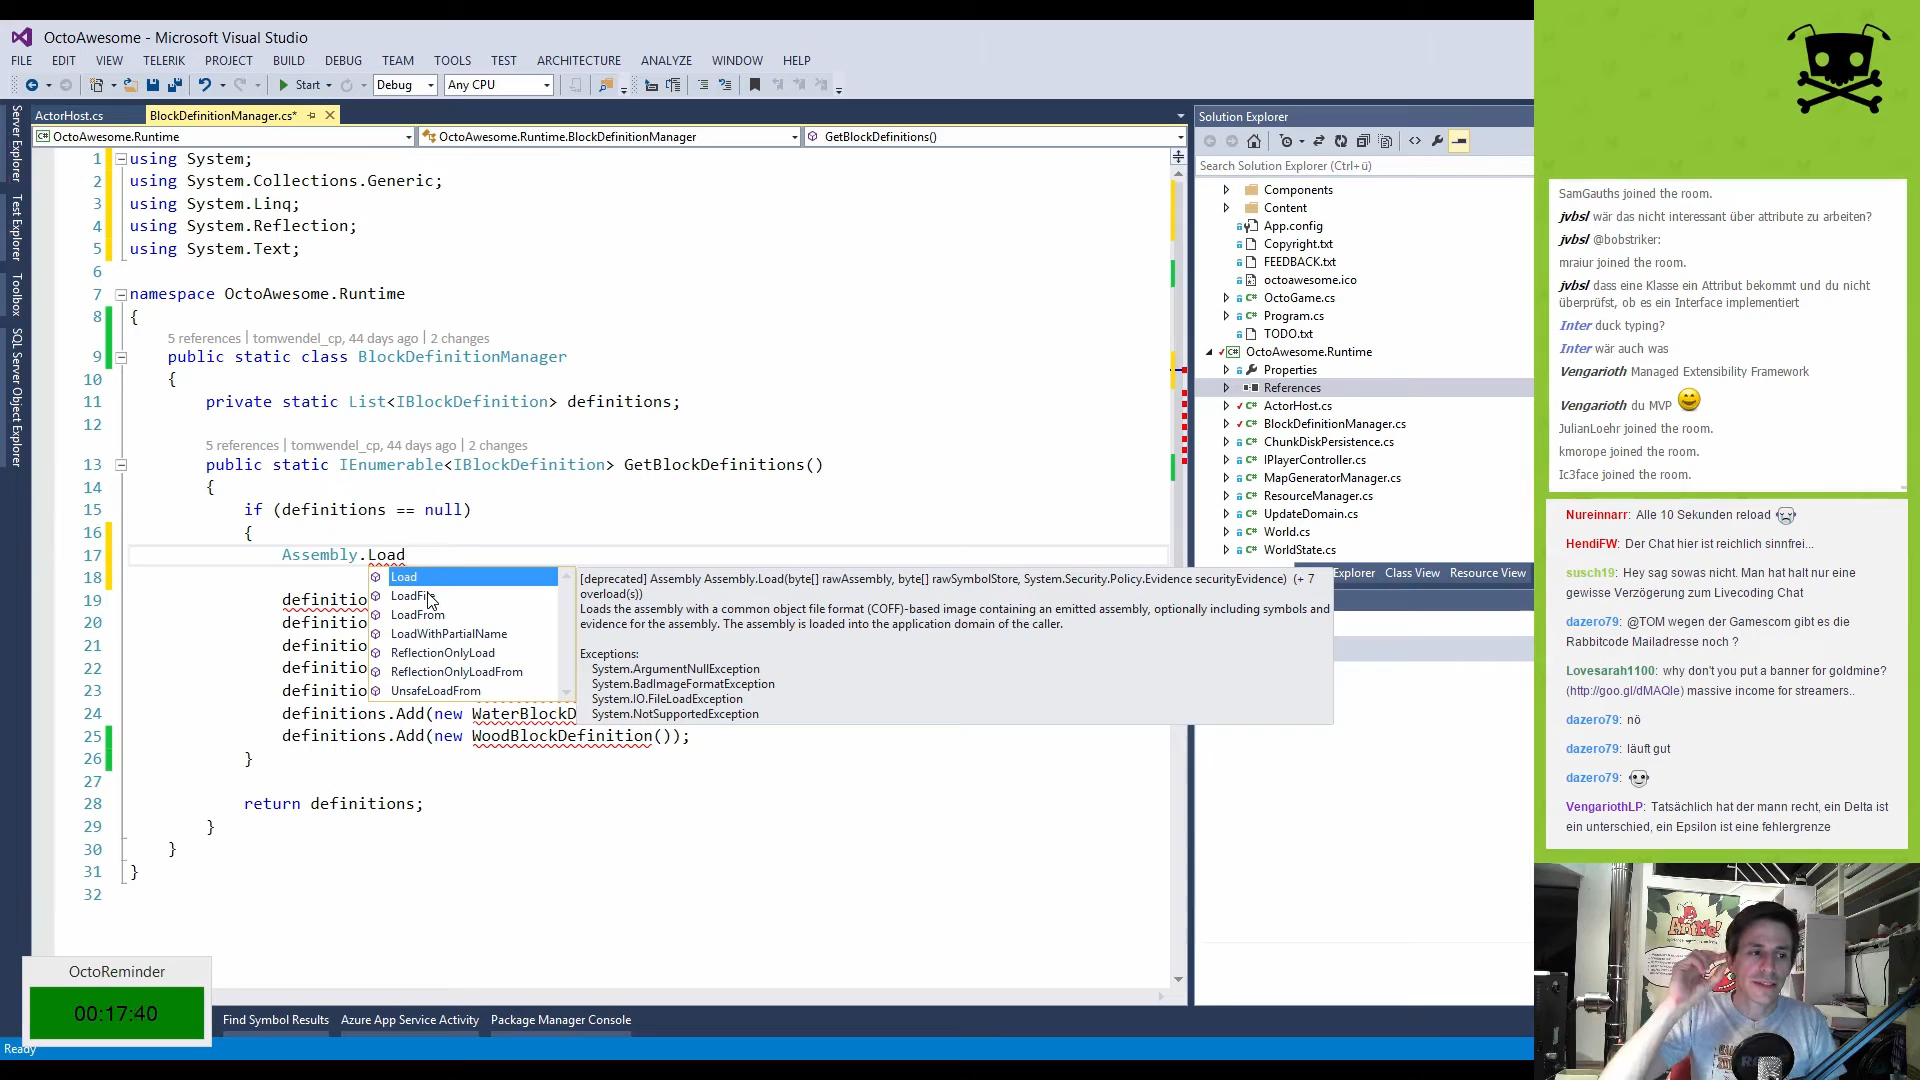 OctoAwesome - Microsoft Visual Studio
FILE EDIT VIEW TELERIK PROJECT BUILD DEBUG TEAM TOOLS TEST ARCHITECTURE ANALYZE WINDOW HELP
Start Debug Any CPU
ActorHost.cs BlockDefinitionManager.cs*
OctoAwesome.Runtime OctoAwesome.Runtime.BlockDefinitionManager GetBlockDefinitions()
Server Explorer
Test Explorer
Toolbox
SQL Server Object Explorer
1 using System;
2 using System.Collections.Generic;
3 using System.Linq;
4 using System.Reflection;
5 using System.Text;
6
7 namespace OctoAwesome.Runtime
8 {
5 references | tomwendel_cp, 44 days ago | 2 changes
9 public static class BlockDefinitionManager
10 {
11 private static List<IBlockDefinition> definitions;
12
5 references | tomwendel_cp, 44 days ago | 2 changes
13 public static IEnumerable<IBlockDefinition> GetBlockDefinitions()
14 {
15 if (definitions == null)
16 {
17 Assembly.Load
18
19 definitio
20 defini
21 defini
22 defini
23 defini
24 definitions.Add(new WaterBlockD
25 definitions.Add(new WoodBlockDefinition());
26 }
27
28 return definitions;
29 }
30 }
31 }
32
Load
LoadFile
LoadFrom
LoadWithPartialName
ReflectionOnlyLoad
ReflectionOnlyLoadFrom
UnsafeLoadFrom
[deprecated] Assembly Assembly.Load(byte[] rawAssembly, byte[] rawSymbolStore, System.Security.Policy.Evidence securityEvidence) (+ 7
overload(s))
Loads the assembly with a common object file format (COFF)-based image containing an emitted assembly, optionally including symbols and
evidence for the assembly. The assembly is loaded into the application domain of the caller.
Exceptions:
System.ArgumentNullException
System.BadImageFormatException
System.IO.FileLoadException
System.NotSupportedException
Solution Explorer
Search Solution Explorer (Ctrl+ü)
Components
Content
App.config
Copyright.txt
FEEDBACK.txt
octoawesome.ico
OctoGame.cs
Program.cs
TODO.txt
OctoAwesome.Runtime
Properties
References
ActorHost.cs
BlockDefinitionManager.cs
ChunkDiskPersistence.cs
IPlayerController.cs
MapGeneratorManager.cs
ResourceManager.cs
UpdateDomain.cs
World.cs
WorldState.cs
Explorer Class View Resource View
OctoReminder
00:17:40
Find Symbol Results Azure App Service Activity Package Manager Console
Ready
SamGauths joined the room.
jvbsl wär das nicht interessant über attribute zu arbeiten?
jvbsl @bobstriker:
mraiur joined the room.
jvbsl dass eine Klasse ein Attribut bekommt und du nicht
überprüfst, ob es ein Interface implementiert
Inter duck typing?
Inter wär auch was
Vengarioth Managed Extensibility Framework
Vengarioth du MVP
JulianLoehr joined the room.
kmorope joined the room.
Ic3face joined the room.
Nureinnarr: Alle 10 Sekunden reload
HendiFW: Der Chat hier ist reichlich sinnfrei...
susch19: Hey sag sowas nicht. Man hat halt nur eine
gewisse Verzögerung zum Livecoding Chat
dazero79: @TOM wegen der Gamescom gibt es die
Rabbitcode Mailadresse noch ?
Lovesarah1100: why don't you put a banner for goldmine?
(http://goo.gl/dMAQle) massive income for streamers..
dazero79: nö
dazero79: läuft gut
dazero79:
VengariothLP: Tatsächlich hat der mann recht, ein Delta ist
ein unterschied, ein Epsilon ist eine fehlergrenze